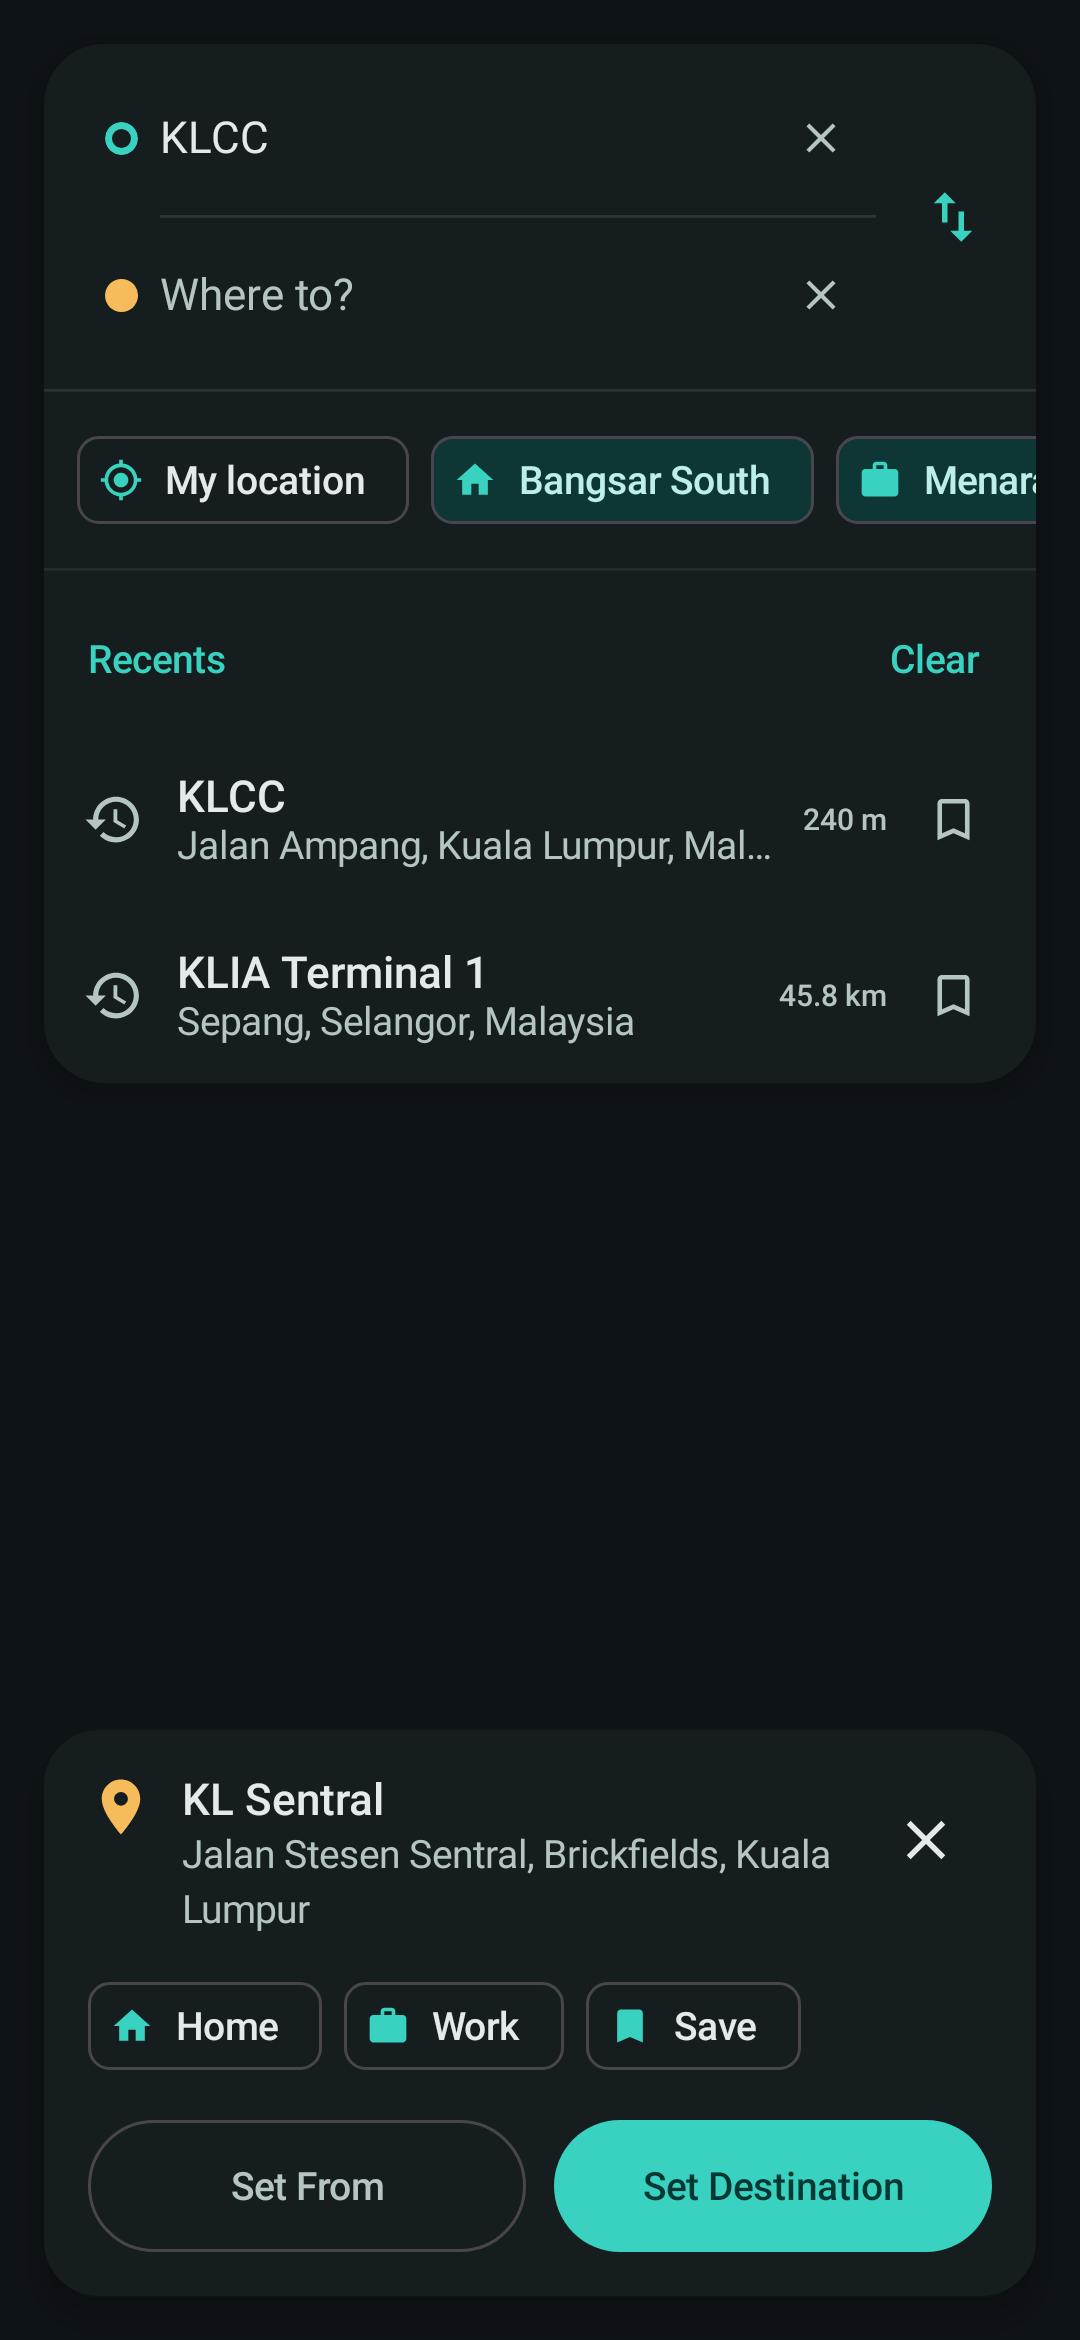 KLCC
Where to?
My location
Bangsar South
Menara
Recents
Clear
KLCC
Jalan Ampang, Kuala Lumpur, Mal...
240 m
KLIA Terminal 1
Sepang, Selangor, Malaysia
45.8 km
KL Sentral
Jalan Stesen Sentral, Brickfields, Kuala
Lumpur
Home
Work
Save
Set From
Set Destination